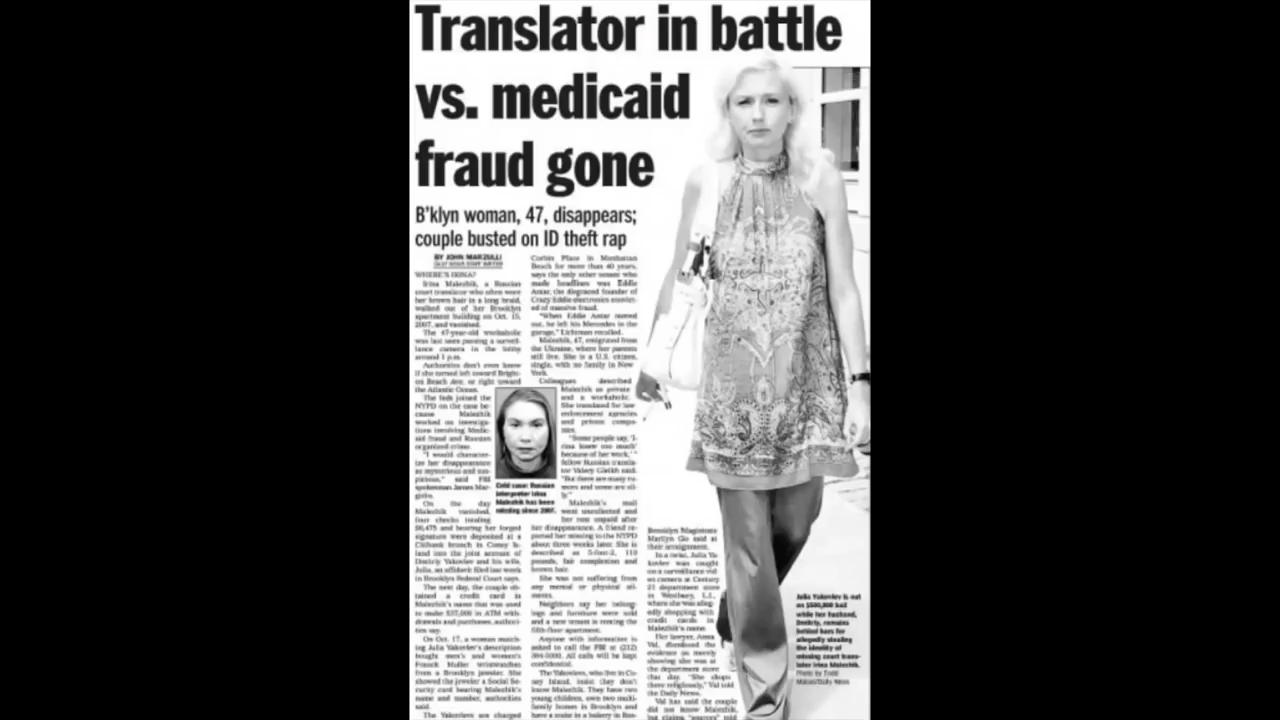 Translator in battle
vs. medicaid
fraud gone
B'klyn woman, 47, disappears;
couple busted on ID theft rap
BY JOHN MARZULLI
DAILY NEWS STAFF WRITER
WHERE'S IRINA?
Irina Malezhik, a Russian
court translator who often wore
her brown hair in a long braid,
walked out of her Brooklyn
apartment building on Oct. 15,
2007, and vanished.
The 47-year-old workaholic
was last seen passing a surveil-
lance camera in the lobby
around 1 p.m.
Authorities don't even know
if she turned left toward Bright-
on Beach Ave. or right toward
the Atlantic Ocean.
The feds joined the
NYPD on the case be-
cause Malezhik
worked on investiga-
tions involving Medic-
aid fraud and Russian
organized crime.
"I would character-
ize her disappearance
as mysterious and sus-
picious," said FBI
spokesman James Mar-
golin.
On the day
Malezhik vanished,
four checks totaling
$6,475 and bearing her forged
signature were deposited at a
Citibank branch in Coney Is-
land into the joint account of
Dmitriy Yakovlev and his wife,
Julia, an affidavit filed last week
in Brooklyn Federal Court says.
The next day, the couple ob-
tained a credit card in
Malezhik's name that was used
to make $37,000 in ATM with-
drawals and purchases, authori-
ties say.
On Oct. 17, a woman match-
ing Julia Yakovlev's description
bought men's and women's
Franck Muller wristwatches
from a Brooklyn jeweler. She
showed the jeweler a Social Se-
curity card bearing Malezhik's
name and number, authorities
said.
The Yakovlevs are charged
Cold case: Russian
interpreter Irina
Malezhik has been
missing since 2007.
Corbin Place in Manhattan
Beach for more than 40 years,
says the only other tenant who
made headlines was Eddie
Antar, the disgraced founder of
Crazy Eddie electronics convict-
ed of massive fraud.
"When Eddie Antar moved
out, he left his Mercedes in the
garage," Lichtman recalled.
Malezhik, 47, emigrated from
the Ukraine, where her parents
still live. She is a U.S. citizen,
single, with no family in New
York.
Colleagues described
Malezhik as private
and a workaholic.
She translated for law
enforcement agencies
and private compa-
nies.
"Some people say, 'I-
rina knew too much'
because of her work,'"
fellow Russian transla-
tor Valery Gleikh said.
"But there are many ru-
mors and some are sil-
ly."
Malezhik's mail
went uncollected and
her rent unpaid after
her disappearance. A friend re-
ported her missing to the NYPD
about three weeks later. She is
described as 5-foot-2, 110
pounds, fair complexion and
brown hair.
She was not suffering from
any mental or physical ail-
ments.
Neighbors say her belong-
ings and furniture were sold
and a new tenant is renting the
fifth-floor apartment.
Anyone with information is
asked to call the FBI at (212)
384-5000. All calls will be kept
confidential.
The Yakovlevs, who live in Co-
ney Island, insist they don't
know Malezhik. They have two
young children, own two multi-
family homes in Brooklyn and
have a stake in a bakery in Bos-
Brooklyn Magistrate
Marilyn Go said at
their arraignment.
In a twist, Julia Ya-
kovlev was caught
on a surveillance vid-
eo camera at Century
21 department store
in Westbury, L.I.,
where she was alleg-
edly shopping with
credit cards in
Malezhik's name.
Her lawyer, Anna
Val, dismissed the
evidence as merely
showing she was at
the department store
that day. "She shops
there religiously," Val told
the Daily News.
Val has said the couple
did not know Malezhik,
but claims "sources" told
Julia Yakovlev is out
on $500,000 bail
while her husband,
Dmitriy, remains
behind bars for
allegedly stealing
the identity of
missing court trans-
lator Irina Malezhik.
Photo by Todd
Maisel/Daily News